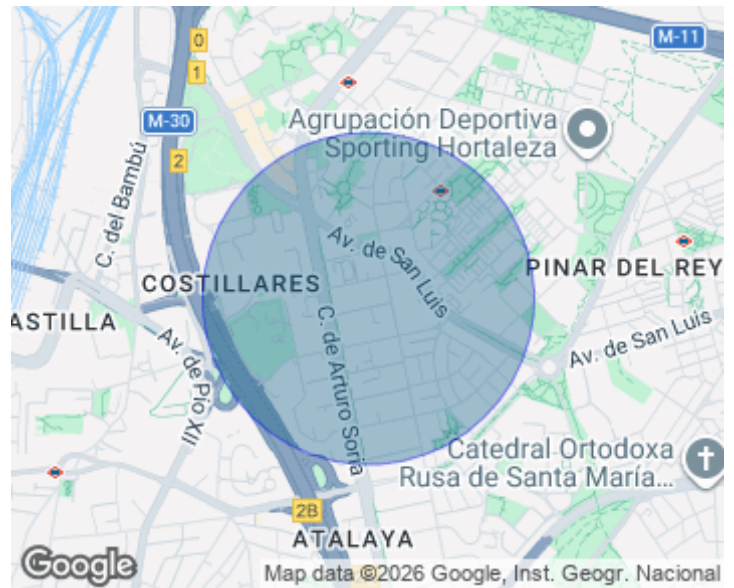 M-11
0
1
Agrupación Deportiva
Sporting Hortaleza
M-30
2
C. del Bambú
Av. de San Luis
PINAR DEL REY
COSTILLARES
ASTILLA
Av. de Pío XII
C. de Arturo Soria
Av. de San Luis
Catedral Ortodoxa
Rusa de Santa María...
2B
ATALAYA
Google
Map data ©2026 Google, Inst. Geogr. Nacional